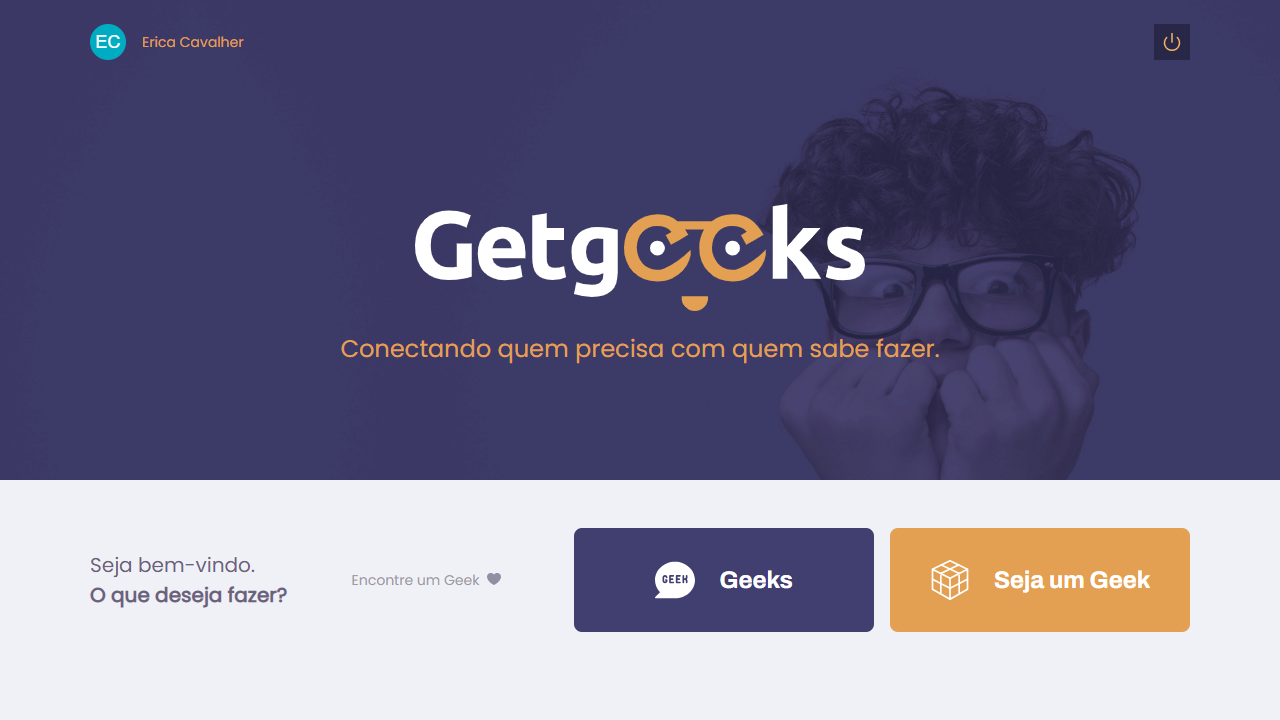 EC
Erica Cavalher
Getgeeks
Conectando quem precisa com quem sabe fazer.
Seja bem-vindo.
O que deseja fazer?
Encontre um Geek
GEEK
Geeks
Seja um Geek